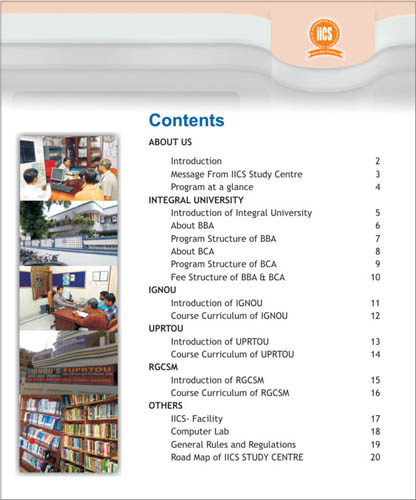 iiCS
Contents
ABOUT US
Introduction 2
Message From IICS Study Centre 3
Program at a glance 4
INTEGRAL UNIVERSITY
Introduction of Integral University 5
About BBA 6
Program Structure of BBA 7
About BCA 8
Program Structure of BCA 9
Fee Structure of BBA & BCA 10
IGNOU
Introduction of IGNOU 11
Course Curriculum of IGNOU 12
UPRTOU
Introduction of UPRTOU 13
Course Curriculum of UPRTOU 14
RGCSM
Introduction of RGCSM 15
Course Curriculum of RGCSM 16
OTHERS
IICS- Facility 17
Computer Lab 18
General Rules and Regulations 19
Road Map of IICS STUDY CENTRE 20
IGNOU'S
UPRTOU